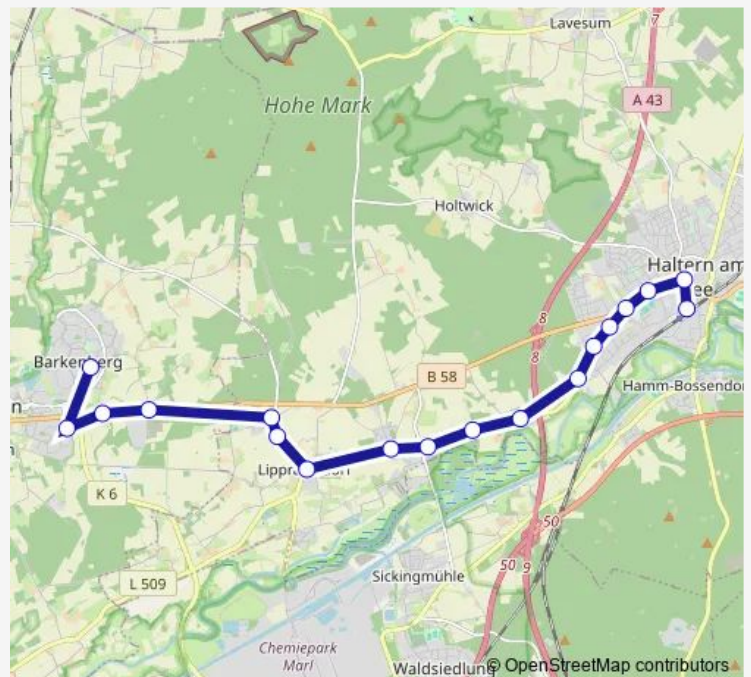 Lavesum
7
A 43
Hohe Mark
Holtwick
Haltern am
ee
8
8
B 58
Barkenberg
Hamm-Bossendor
n
K 6
50
L 509
50 9
Sickingmühle
Chemiepark
Marl
Waldsiedlung
© OpenStreetMap contributors